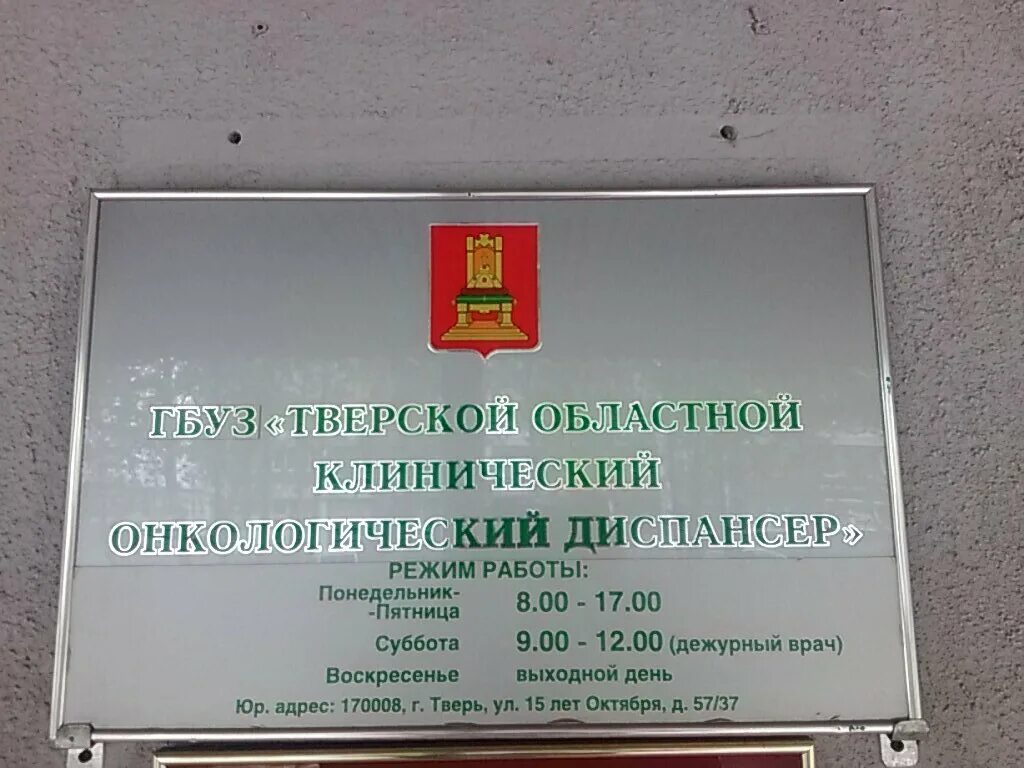 ГБУЗ «ТВЕРСКОЙ ОБЛАСТНОЙ
КЛИНИЧЕСКИЙ
ОНКОЛОГИЧЕСКИЙ ДИСПАНСЕР»
РЕЖИМ РАБОТЫ:
Понедельник-
-Пятница 8.00 - 17.00
Суббота 9.00 - 12.00 (дежурный врач)
Воскресенье выходной день
Юр. адрес: 170008, г. Тверь, ул. 15 лет Октября, д. 57/37